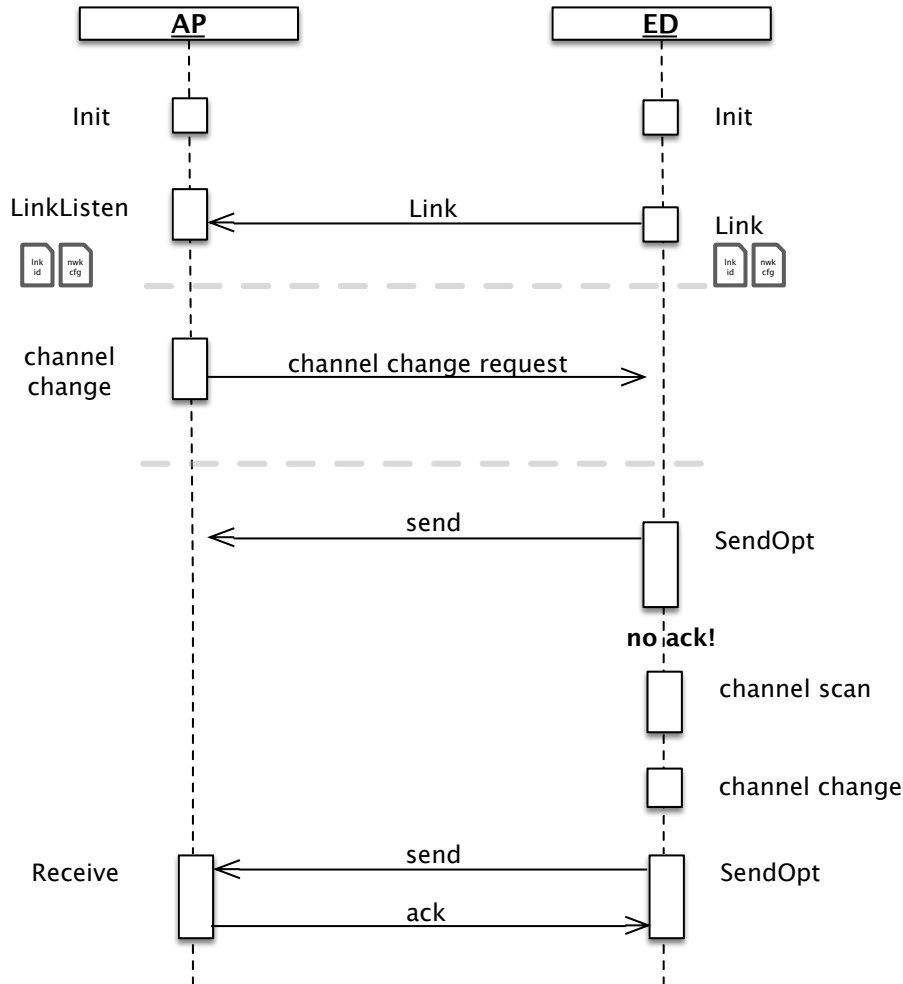 AP
ED
Init
Init
LinkListen
Link
Link
lnk
id
nwk
cfg
lnk
id
nwk
cfg
channel
change
channel change request
send
SendOpt
no ack!
channel scan
channel change
Receive
send
SendOpt
ack